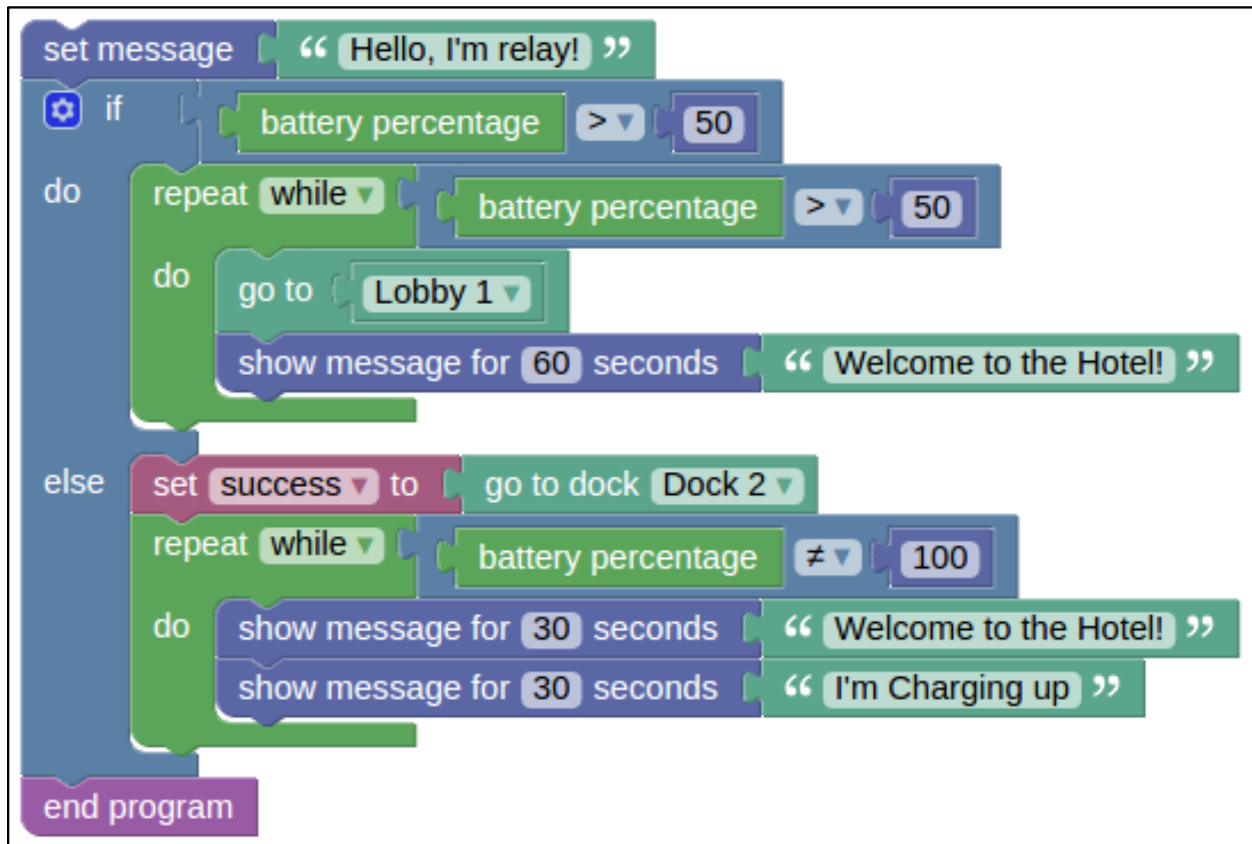 set message “ Hello, I'm relay! ”
if battery percentage > ▾ 50
do repeat while ▾ battery percentage > ▾ 50
do go to Lobby 1 ▾
show message for 60 seconds “ Welcome to the Hotel! ”
else set success ▾ to go to dock Dock 2 ▾
repeat while ▾ battery percentage ≠ ▾ 100
do show message for 30 seconds “ Welcome to the Hotel! ”
show message for 30 seconds “ I'm Charging up ”
end program